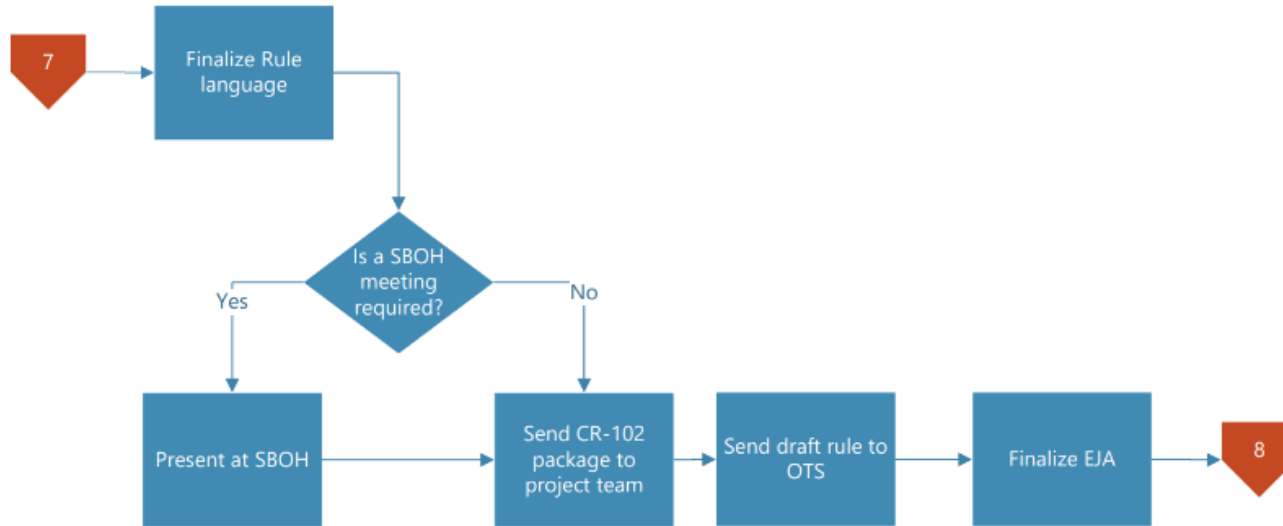 7
Finalize Rule
language
Is a SBOH
meeting
required?
Yes
No
Present at SBOH
Send CR-102
package to
project team
Send draft rule to
OTS
Finalize EJA
8